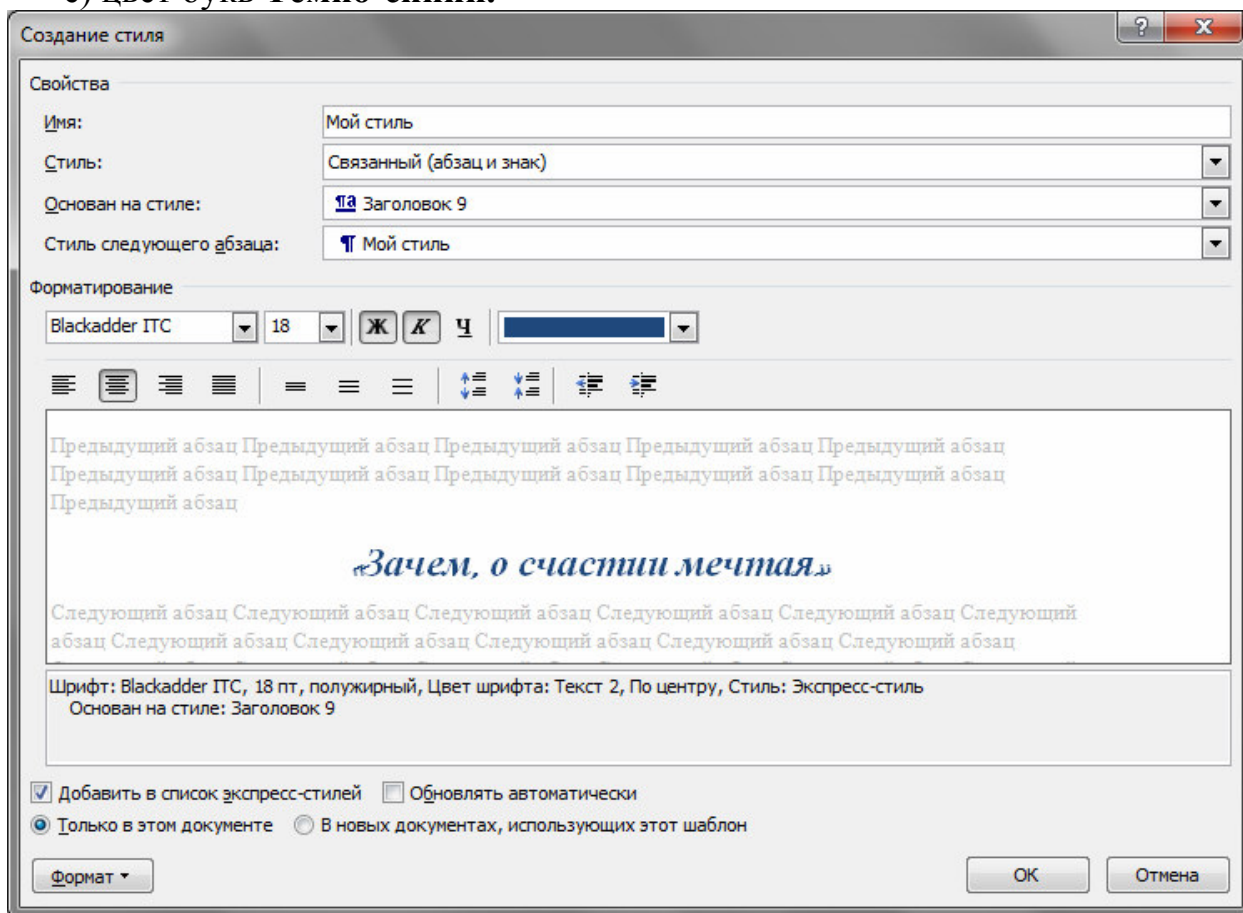 е) цвет букв Темно-синий.
Создание стиля
Свойства
Имя: Мой стиль
Стиль: Связанный (абзац и знак)
Основан на стиле: ¶a Заголовок 9
Стиль следующего абзаца: ¶ Мой стиль
Форматирование
Blackadder ITC 18 Ж К Ч
Предыдущий абзац Предыдущий абзац Предыдущий абзац Предыдущий абзац Предыдущий абзац
Предыдущий абзац Предыдущий абзац Предыдущий абзац Предыдущий абзац Предыдущий абзац
Предыдущий абзац
«Зачем, о счастии мечтая»
Следующий абзац Следующий абзац Следующий абзац Следующий абзац Следующий абзац Следующий
абзац Следующий абзац Следующий абзац Следующий абзац Следующий абзац Следующий абзац
Шрифт: Blackadder ITC, 18 пт, полужирный, Цвет шрифта: Текст 2, По центру, Стиль: Экспресс-стиль
Основан на стиле: Заголовок 9
Добавить в список экспресс-стилей Обновлять автоматически
Только в этом документе В новых документах, использующих этот шаблон
Формат ОК Отмена